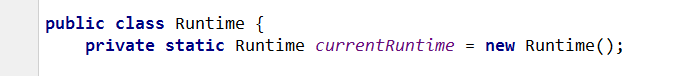 public class Runtime {
    private static Runtime currentRuntime = new Runtime();